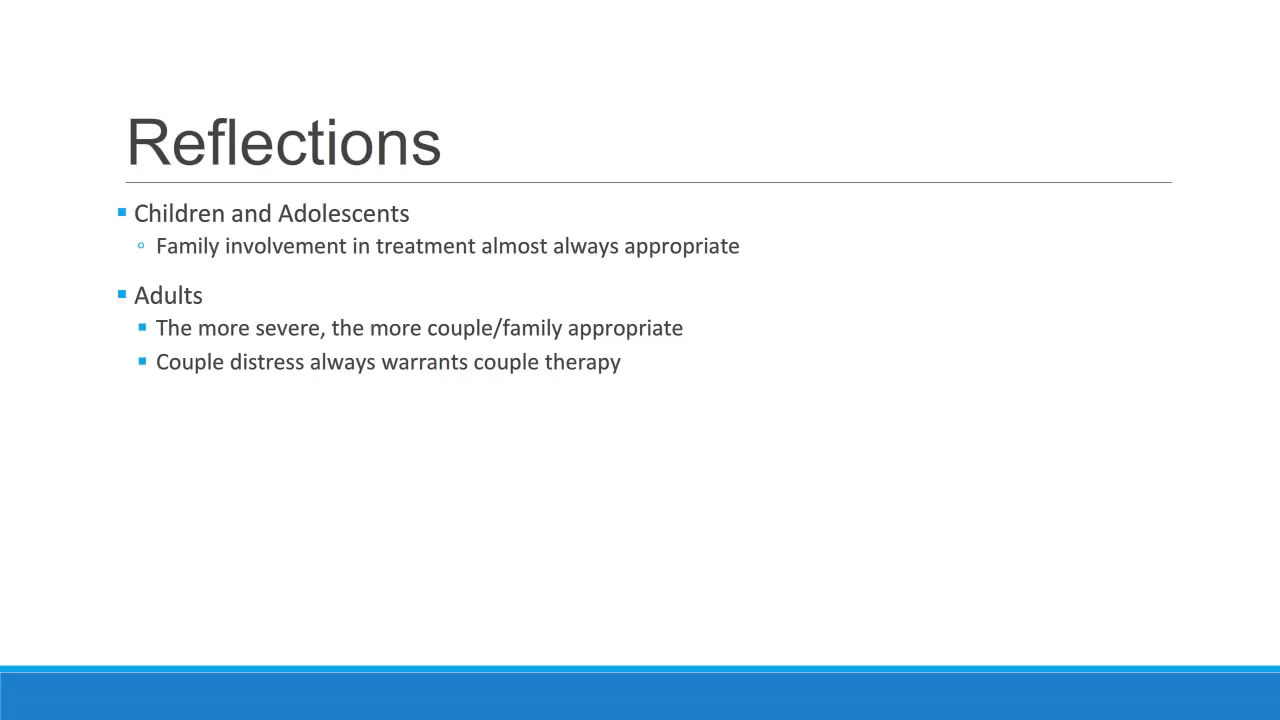 Reflections
▪ Children and Adolescents
◦ Family involvement in treatment almost always appropriate
▪ Adults
▪ The more severe, the more couple/family appropriate
▪ Couple distress always warrants couple therapy